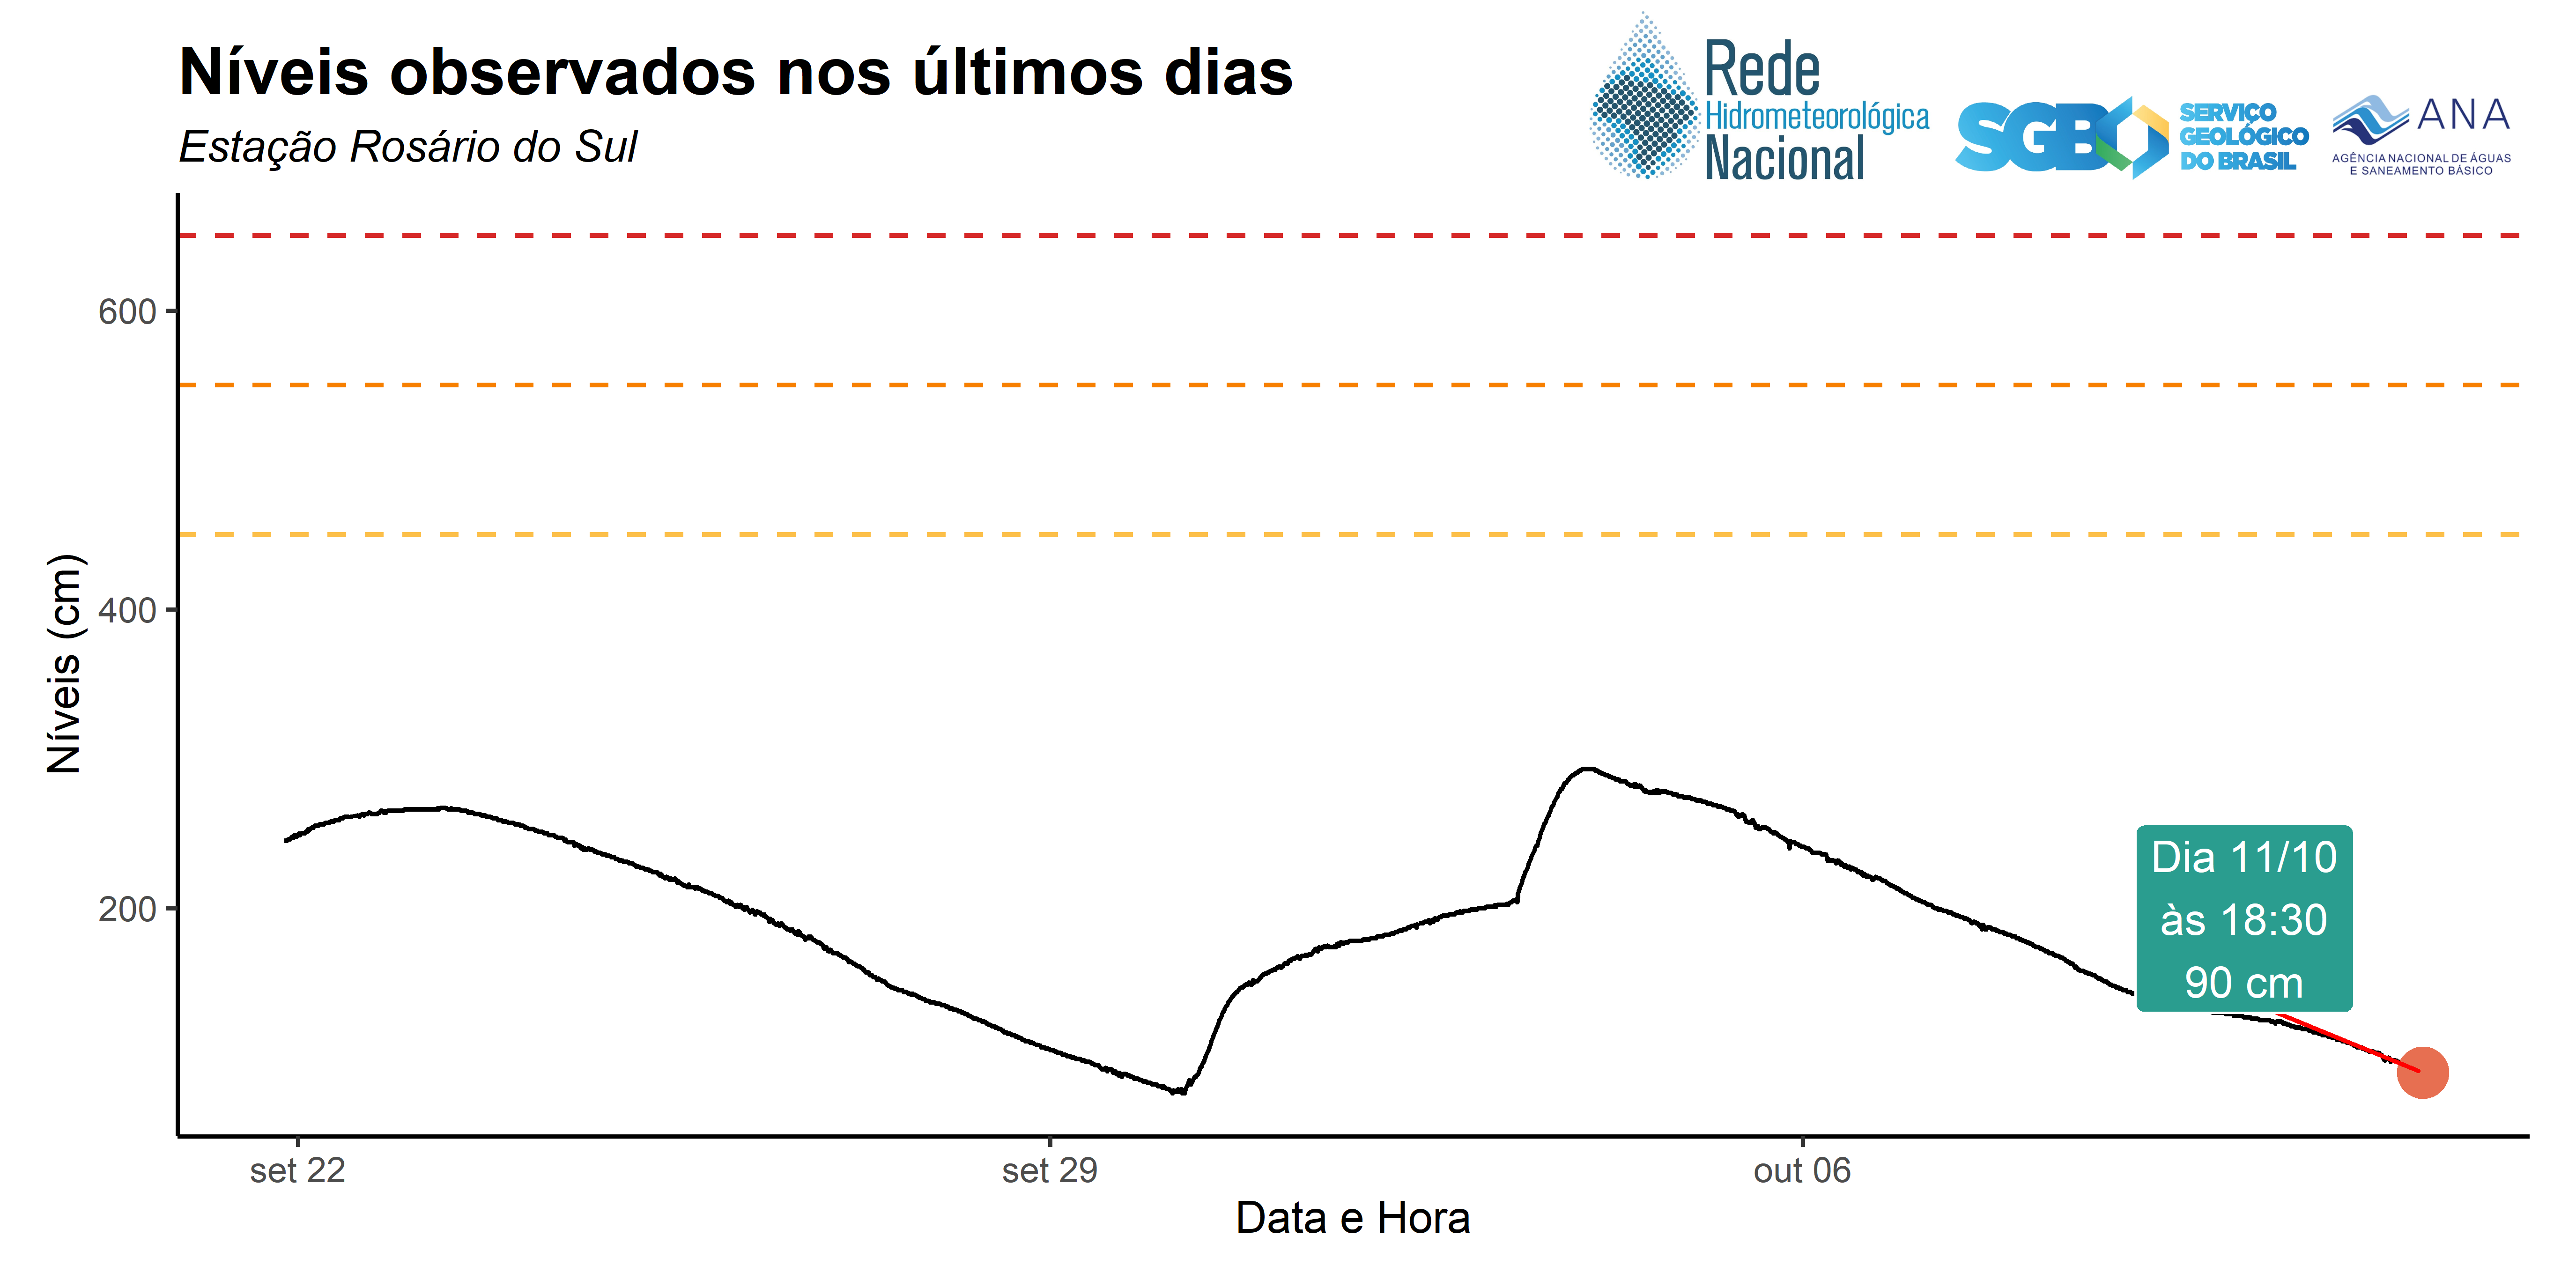 Níveis observados nos últimos dias
Estação Rosário do Sul
Rede
Hidrometeorológica
Nacional
SGB
SERVIÇO
GEOLÓGICO
DO BRASIL
ANA
AGÊNCIA NACIONAL DE ÁGUAS
E SANEAMENTO BÁSICO
Níveis (cm)
600
400
200
Dia 11/10
às 18:30
90 cm
set 22
set 29
out 06
Data e Hora